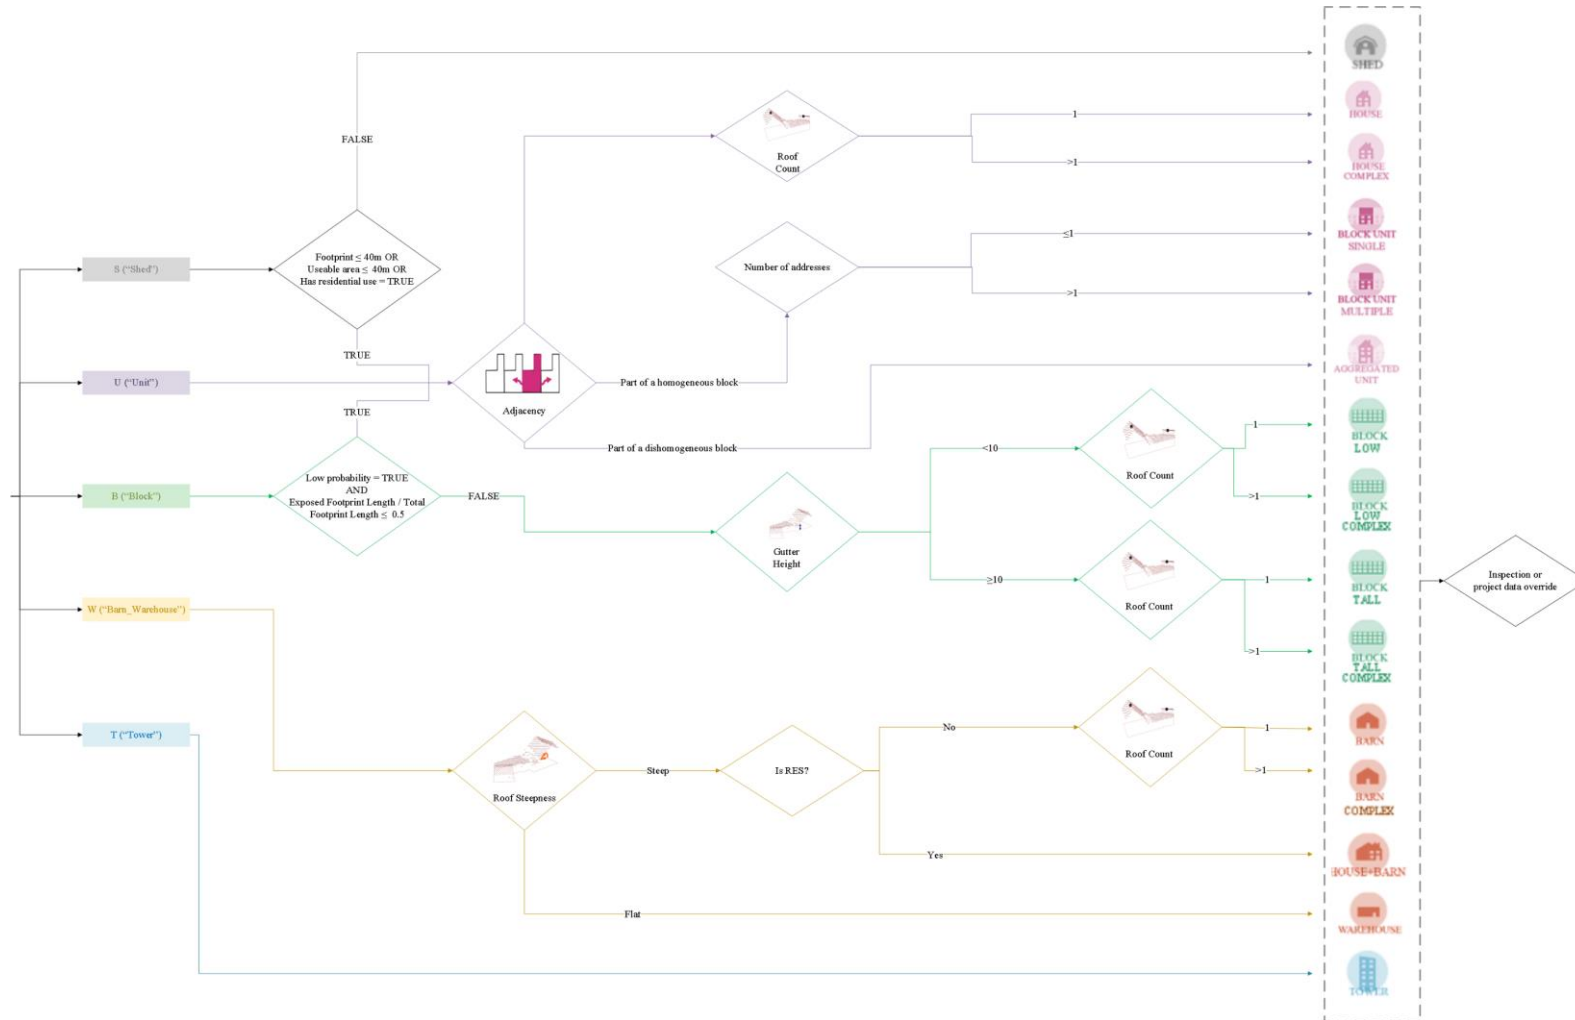 SHED
HOUSE
1
FALSE
Roof
Count
>1
HOUSE
COMPLEX
≤1
BLOCK UNIT
SINGLE
Footprint ≤ 40m OR
Useable area ≤ 40m OR
Has residential use = TRUE
S ("Shed")
Number of addresses
>1
BLOCK UNIT
MULTIPLE
TRUE
AGGREGATED
UNIT
U ("Unit")
Adjacency
Part of a homogeneous block
TRUE
Part of a dishomogeneous block
1
BLOCK
LOW
<10
Roof Count
B ("Block")
Low probability = TRUE
AND
Exposed Footprint Length / Total
Footprint Length ≤ 0.5
FALSE
>1
BLOCK
LOW
COMPLEX
Gutter
Height
≥10
Roof Count
1
BLOCK
TALL
Inspection or
project data override
W ("Barn_Warehouse")
>1
BLOCK
TALL
COMPLEX
T ("Tower")
No
Roof Count
1
BARN
Roof Steepness
Steep
Is RES?
>1
BARN
COMPLEX
Yes
HOUSE+BARN
Flat
WAREHOUSE
TOWER